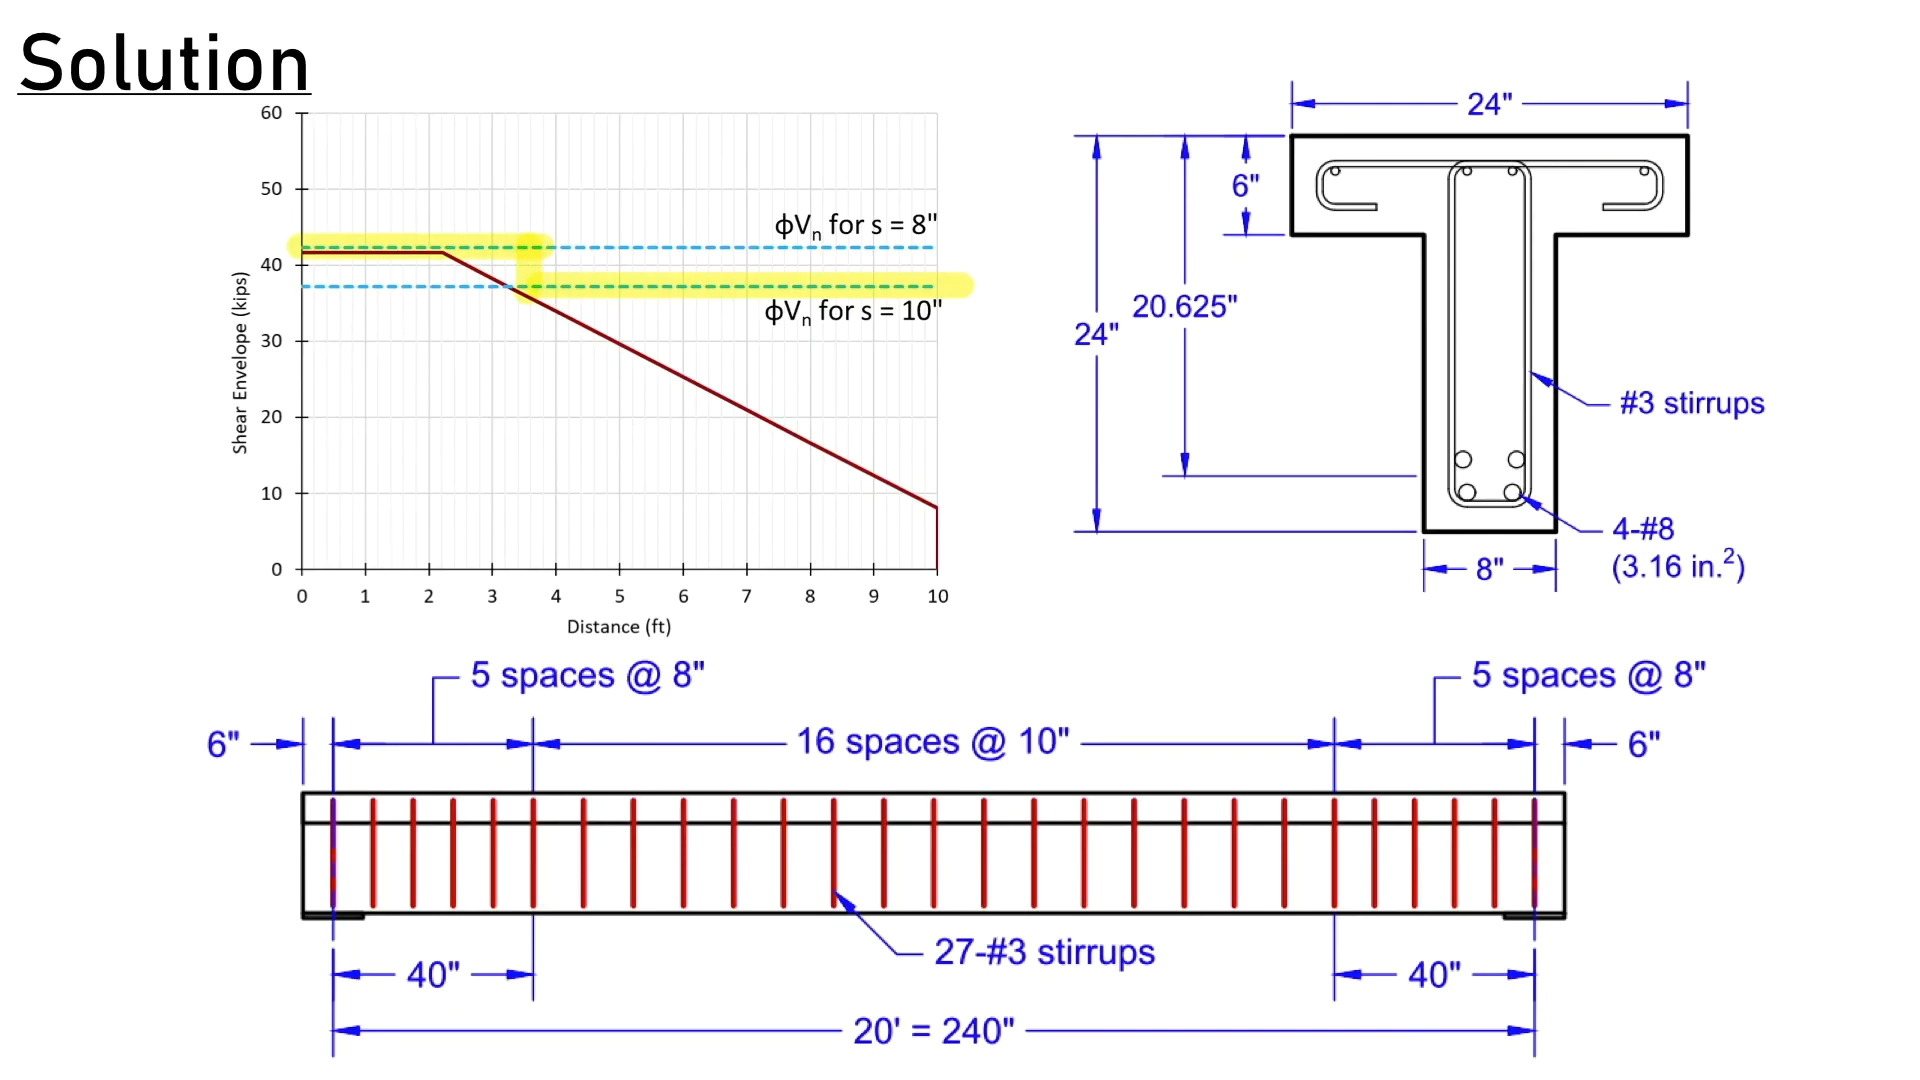 Solution
60
50
40
30
20
10
0
Shear Envelope (kips)
ϕVn for s = 8"
ϕVn for s = 10"
0 1 2 3 4 5 6 7 8 9 10
Distance (ft)
24"
6"
20.625"
24"
#3 stirrups
4-#8
(3.16 in.²)
8"
5 spaces @ 8"
5 spaces @ 8"
6"
16 spaces @ 10"
6"
27-#3 stirrups
40"
40"
20' = 240"